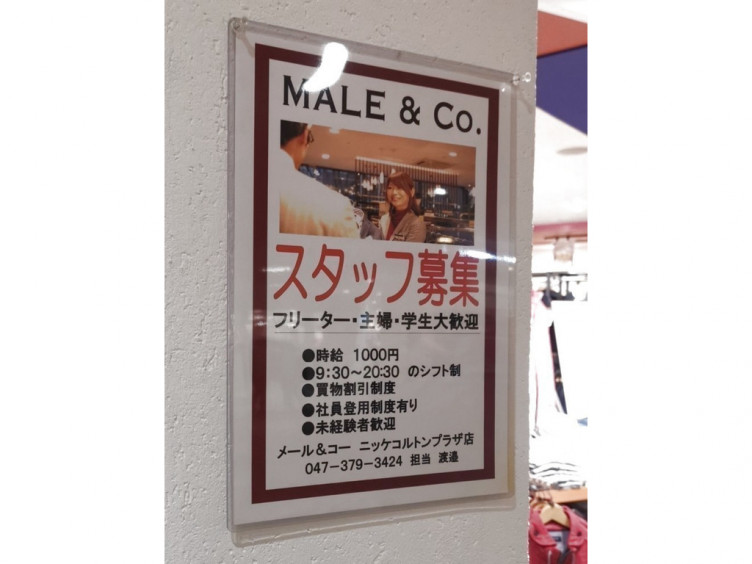 MALE & CO.
スタッフ募集
フリーター・主婦・学生大歓迎
●時給 1000円
●9:30～20:30 のシフト制
●買物割引制度
●社員登用制度有り
●未経験者歓迎
メール＆コー ニッケコルトンプラザ店
047-379-3424 担当 渡邉